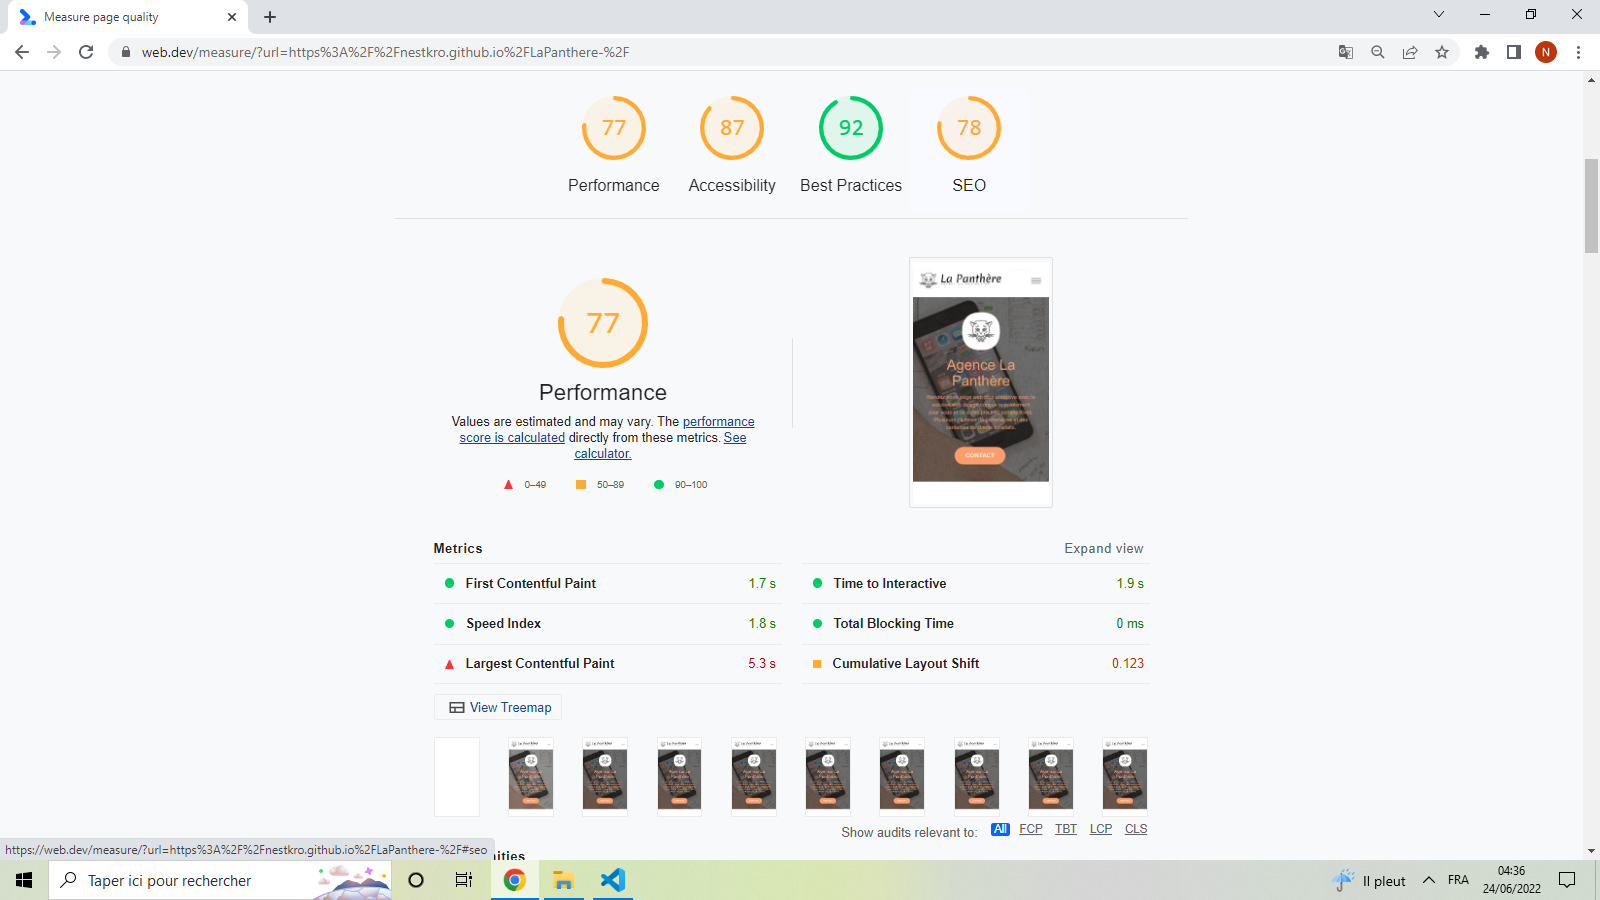 Measure page quality
web.dev/measure/?url=https%3A%2F%2Fnestkro.github.io%2FLaPanthere-%2F
N
77
87
92
78
Performance
Accessibility
Best Practices
SEO
77
Performance
Values are estimated and may vary. The performance
score is calculated directly from these metrics. See
calculator.
0–49
50–89
90–100
La Panthère
Agence La
Panthère
CONTACT
Metrics
Expand view
First Contentful Paint
1.7 s
Time to Interactive
1.9 s
Speed Index
1.8 s
Total Blocking Time
0 ms
Largest Contentful Paint
5.3 s
Cumulative Layout Shift
0.123
View Treemap
Show audits relevant to:
All
FCP
TBT
LCP
CLS
https://web.dev/measure/?url=https%3A%2F%2Fnestkro.github.io%2FLaPanthere-%2F#seo
Taper ici pour rechercher
Il pleut
FRA
04:36
24/06/2022